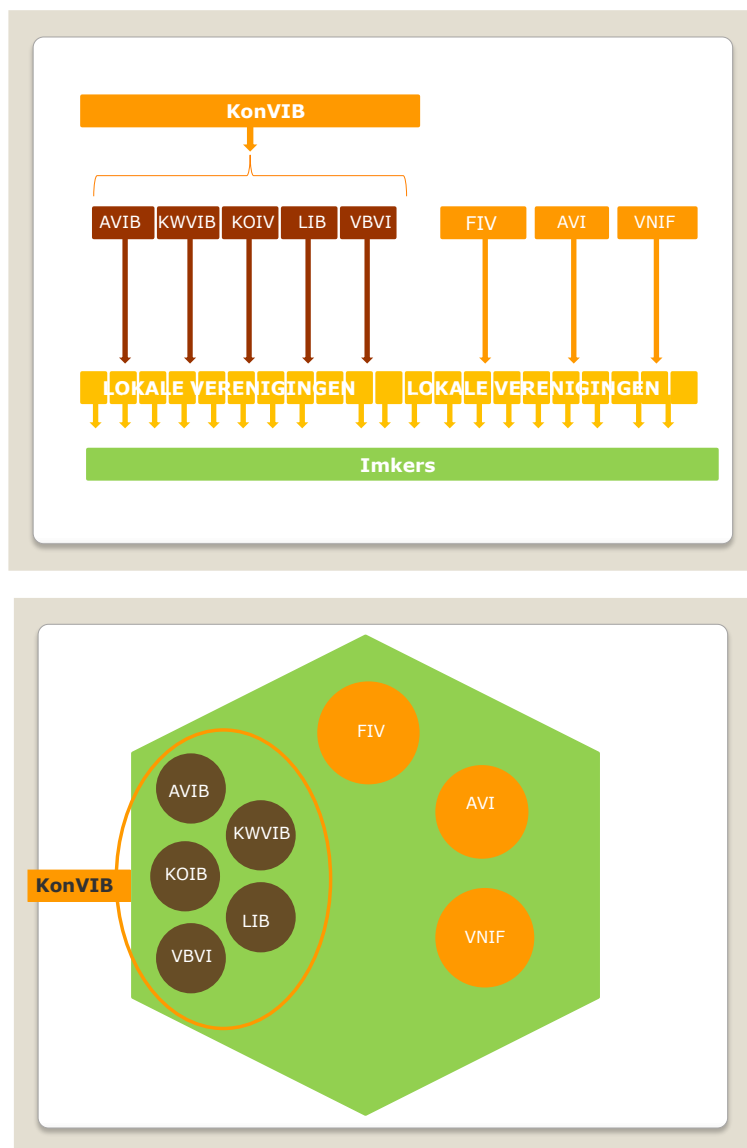 KonVIB
AVIB KWVIB KOIV LIB VBVI FIV AVI VNIF
LOKALE VERENIGINGEN LOKALE VERENIGINGEN
Imkers
FIV
AVIB
AVI
KWVIB
KOIB
KonVIB
LIB
VNIF
VBVI